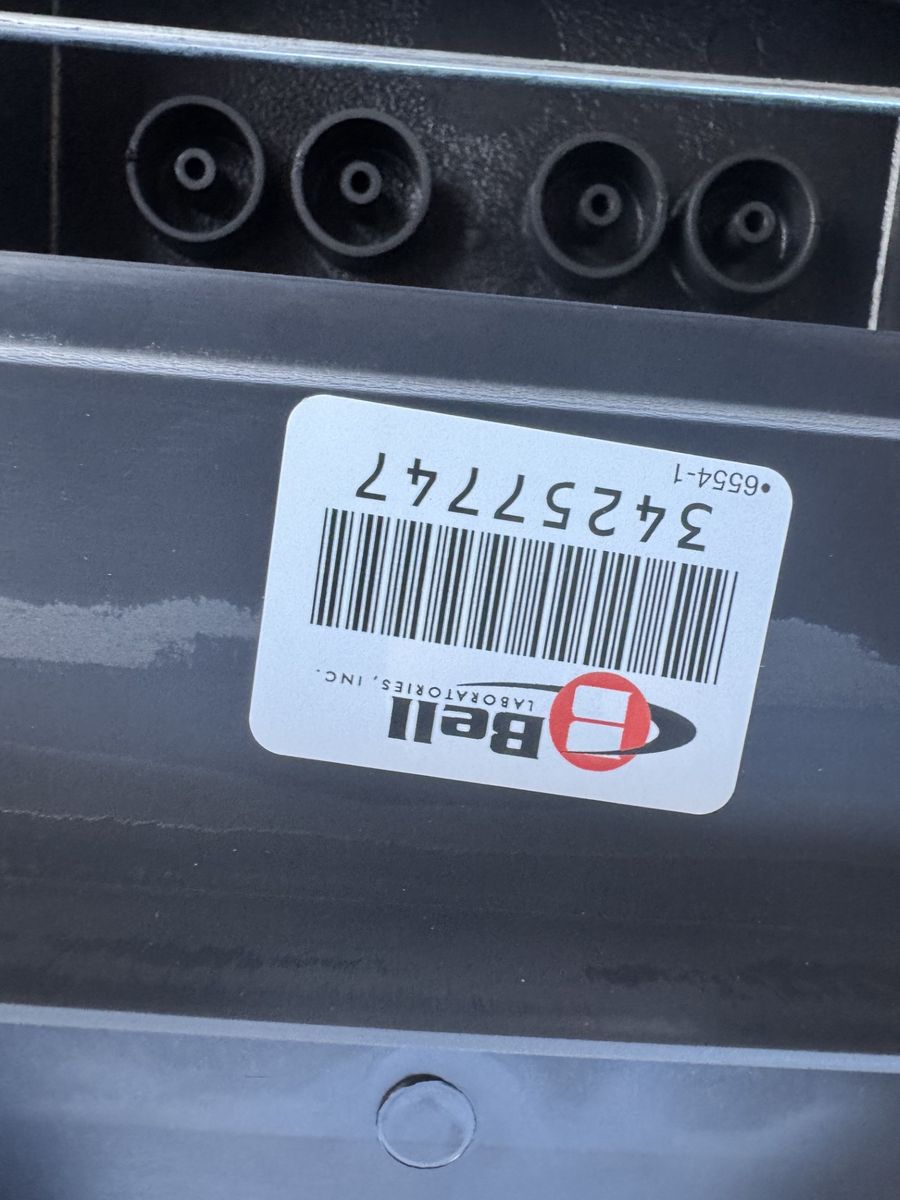 Bell
LABORATORIES, INC.
34257747
•6554-1